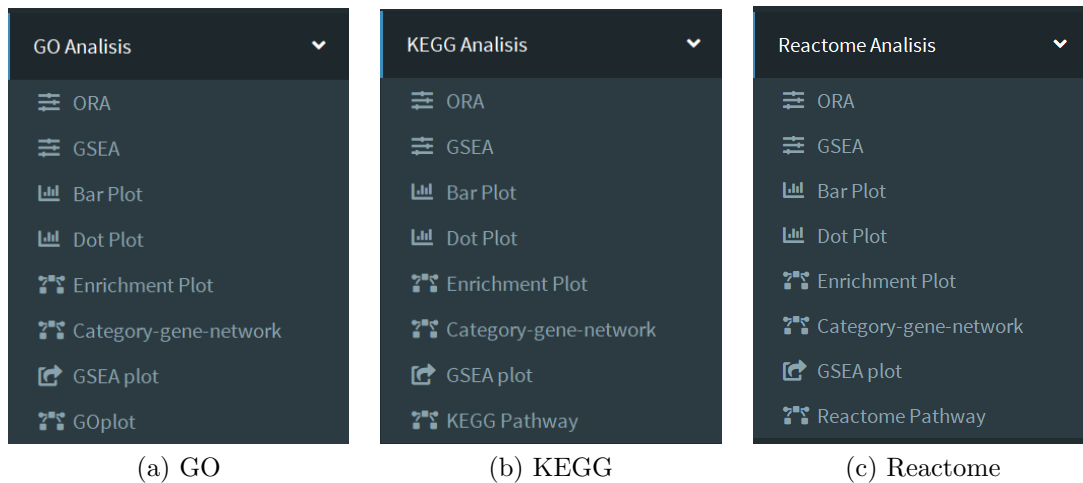 GO Analisis
ORA
GSEA
Bar Plot
Dot Plot
Enrichment Plot
Category-gene-network
GSEA plot
GOplot
(a) GO
KEGG Analisis
ORA
GSEA
Bar Plot
Dot Plot
Enrichment Plot
Category-gene-network
GSEA plot
KEGG Pathway
(b) KEGG
Reactome Analisis
ORA
GSEA
Bar Plot
Dot Plot
Enrichment Plot
Category-gene-network
GSEA plot
Reactome Pathway
(c) Reactome